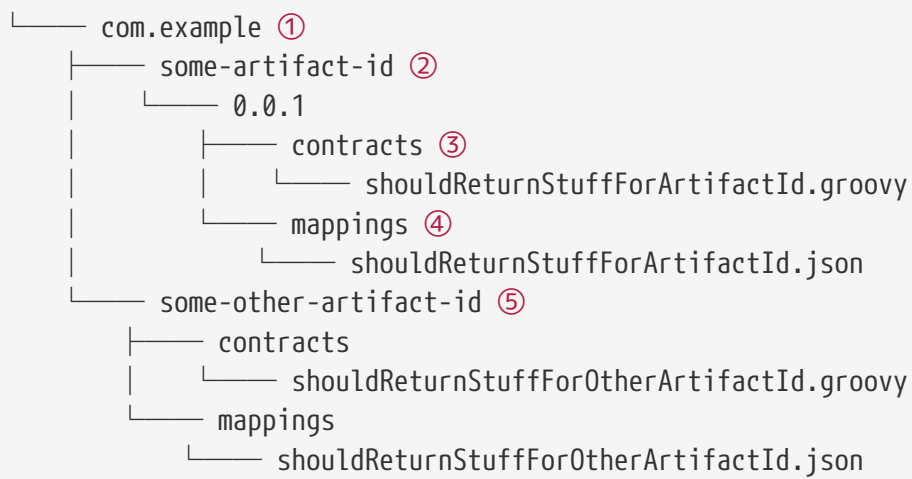 └── com.example ①
    ├── some-artifact-id ②
    │   └── 0.0.1
    │       ├── contracts ③
    │       │   └── shouldReturnStuffForArtifactId.groovy
    │       └── mappings ④
    │           └── shouldReturnStuffForArtifactId.json
    └── some-other-artifact-id ⑤
        ├── contracts
        │   └── shouldReturnStuffForOtherArtifactId.groovy
        └── mappings
            └── shouldReturnStuffForOtherArtifactId.json